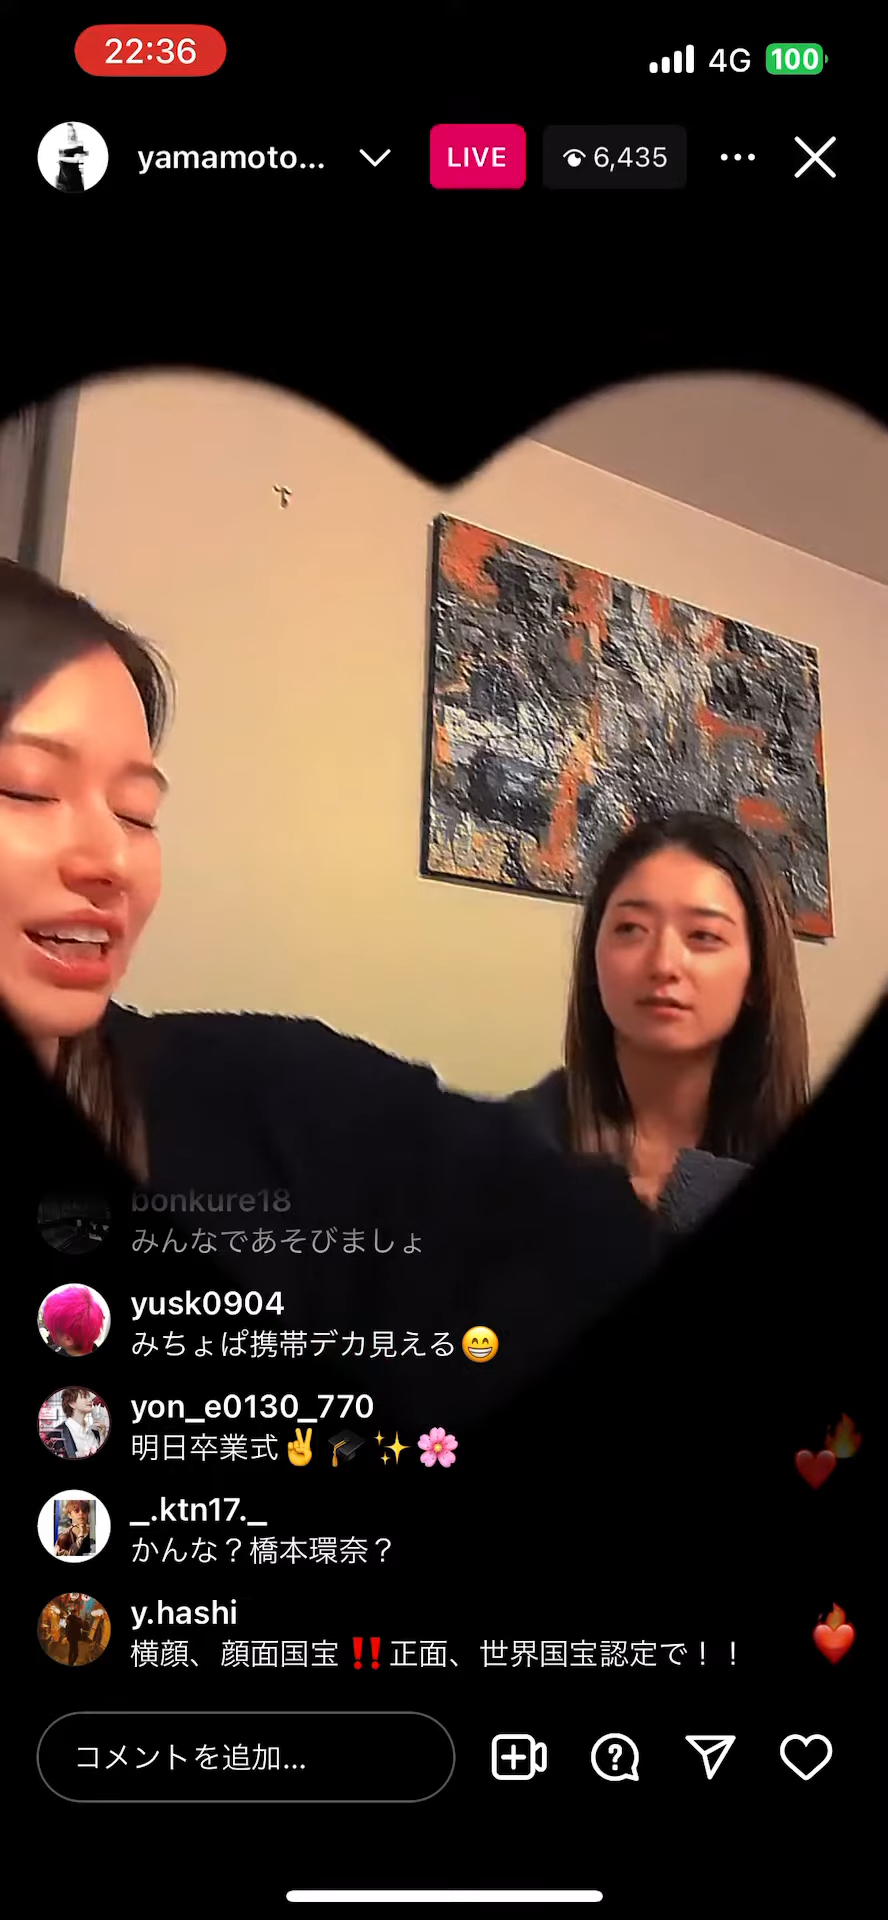 22:36
4G 100
yamamoto... LIVE 6,435
bonkure18
みんなであそびましょ
yusk0904
みちょぱ携帯デカ見える😁
yon_e0130_770
明日卒業式✌️🎓✨🌸
_.ktn17._
かんな？橋本環奈？
y.hashi
横顔、顔面国宝‼️正面、世界国宝認定で！！
コメントを追加...